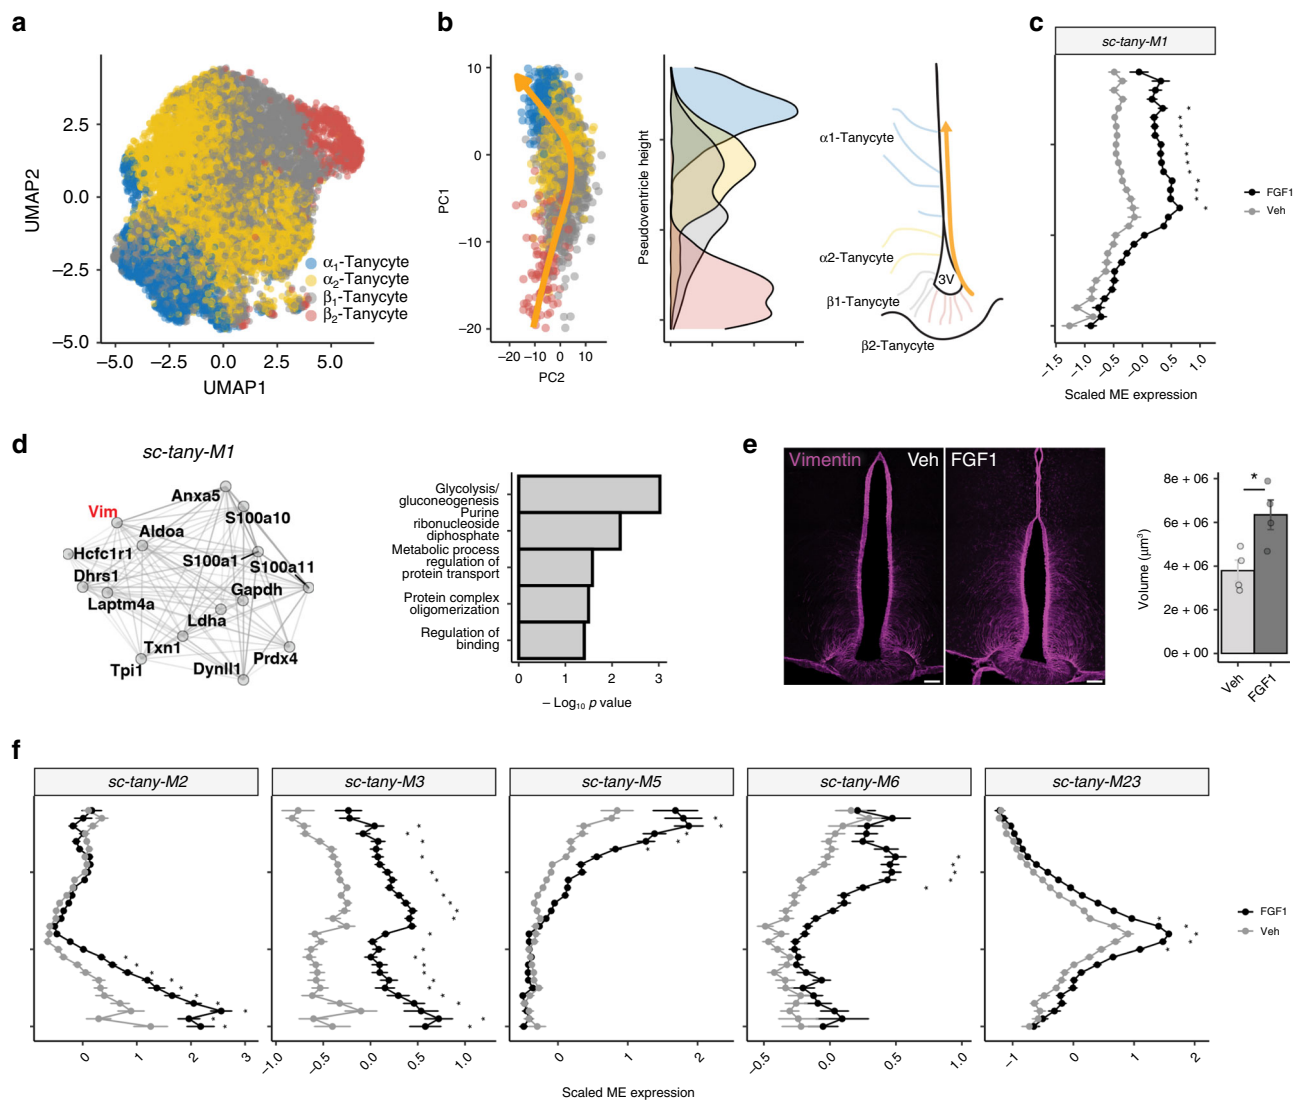 a
UMAP2
2.5
0.0
−2.5
−5.0
−5.0 −2.5 0.0 2.5 5.0
UMAP1
α1-Tanycyte
α2-Tanycyte
β1-Tanycyte
β2-Tanycyte
b
PC1
10
0
−10
−20
−20 −10 0 10
PC2
Pseudoventricle height
α1-Tanycyte
α2-Tanycyte
β1-Tanycyte
β2-Tanycyte
3V
c
sc-tany-M1
−1.5 −1.0 −0.5 −0.0 0.5 1.0
Scaled ME expression
FGF1
Veh
d
sc-tany-M1
Anxa5
Vim
S100a10
Aldoa
Hcfc1r1
S100a1
S100a11
Dhrs1
Gapdh
Laptm4a
Ldha
Txn1
Prdx4
Tpi1
Dynll1
Glycolysis/
gluconeogenesis
Purine
ribonucleoside
diphosphate
Metabolic process
regulation of
protein transport
Protein complex
oligomerization
Regulation of
binding
0 1 2 3
− Log10 p value
e
Vimentin
Veh
FGF1
Volume (μm3)
8e + 06
6e + 06
4e + 06
2e + 06
0e + 00
*
Veh FGF1
f
sc-tany-M2
0 1 2 3
sc-tany-M3
−1.0 −0.5 0.0 0.5 1.0
sc-tany-M5
0 1 2
sc-tany-M6
−0.5 0.0 0.5 1.0
sc-tany-M23
−1 0 1 2
FGF1
Veh
Scaled ME expression